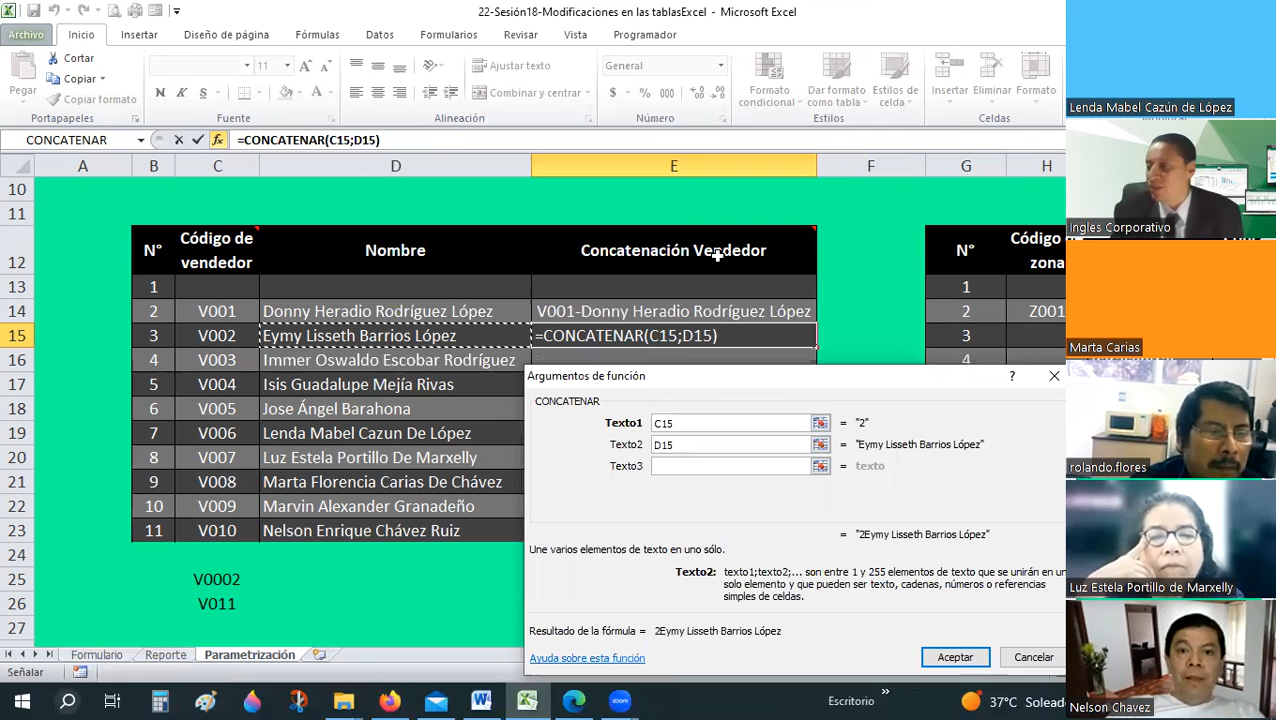 22-Sesión18-Modificaciones en las tablasExcel - Microsoft Excel
Archivo Inicio Insertar Diseño de página Fórmulas Datos Formularios Revisar Vista Programador
Cortar
Copiar
Copiar formato
Pegar
Portapapeles
11
N K S
Fuente
Ajustar texto
Combinar y centrar
Alineación
General
$ % 000
Número
Formato condicional
Dar formato como tabla
Estilos de celda
Estilos
Insertar Eliminar Formato
Celdas
CONCATENAR
=CONCATENAR(C15;D15)
A B C D E F G H
10
11
12 N° Código de vendedor Nombre Concatenación Vendedor N° Código zona
13 1 1
14 2 V001 Donny Heradio Rodríguez López V001-Donny Heradio Rodríguez López 2 Z001
15 3 V002 Eymy Lisseth Barrios López =CONCATENAR(C15;D15) 3
16 4 V003 Immer Oswaldo Escobar Rodríguez 4
17 5 V004 Isis Guadalupe Mejía Rivas
18 6 V005 Jose Ángel Barahona
19 7 V006 Lenda Mabel Cazun De López
20 8 V007 Luz Estela Portillo De Marxelly
21 9 V008 Marta Florencia Carias De Chávez
22 10 V009 Marvin Alexander Granadeño
23 11 V010 Nelson Enrique Chávez Ruiz
24
25 V0002
26 V011
27
Argumentos de función
CONCATENAR
Texto1 C15 = "2"
Texto2 D15 = "Eymy Lisseth Barrios López"
Texto3 = texto
= "2Eymy Lisseth Barrios López"
Une varios elementos de texto en uno sólo.
Texto2: texto1;texto2;... son entre 1 y 255 elementos de texto que se unirán en un
solo elemento y que pueden ser texto, cadenas, números o referencias
simples de celdas.
Resultado de la fórmula = 2Eymy Lisseth Barrios López
Ayuda sobre esta función
Aceptar Cancelar
Formulario Reporte Parametrización
Señalar
Escritorio » 37°C Soleado
Lenda Mabel Cazún de López
Ingles Corporativo
Marta Carias
rolando.flores
Luz Estela Portillo de Marxelly
Nelson Chavez